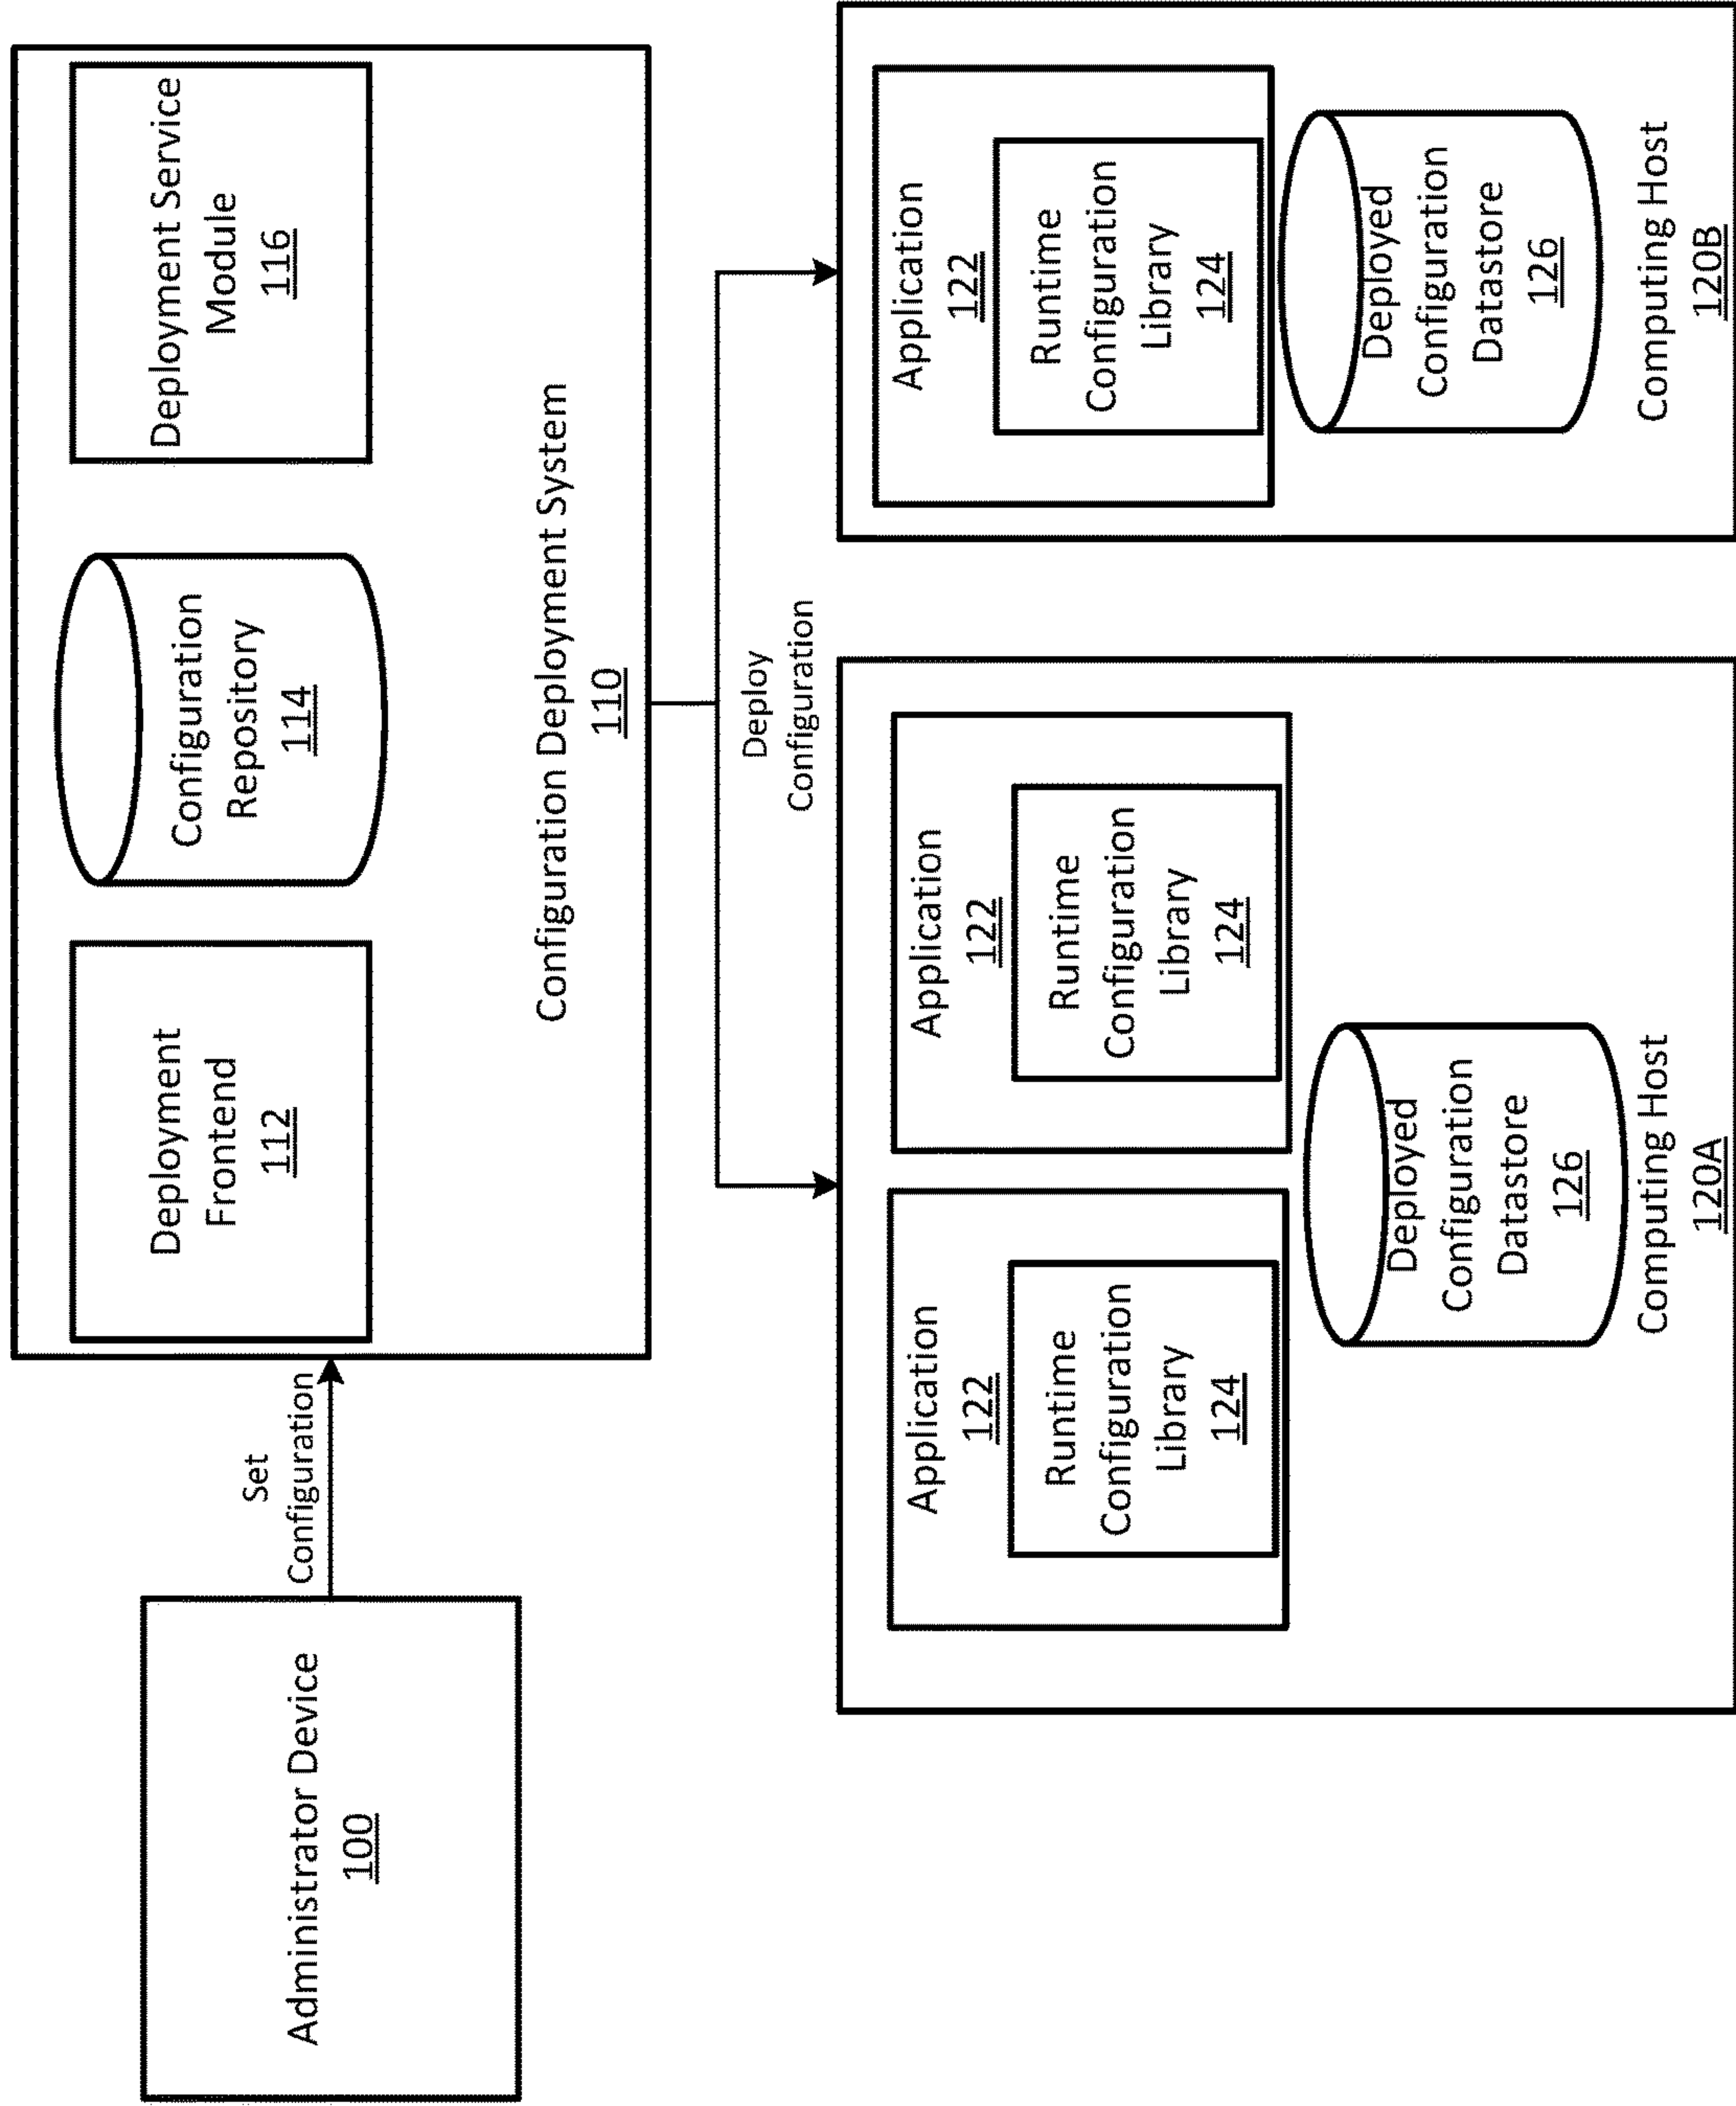 Administrator Device
100
Set
Configuration
Deployment
Frontend
112
Configuration
Repository
114
Deployment Service
Module
116
Configuration Deployment System
110
Deploy
Configuration
Application
122
Runtime
Configuration
Library
124
Application
122
Runtime
Configuration
Library
124
Deployed
Configuration
Datastore
126
Computing Host
120A
Application
122
Runtime
Configuration
Library
124
Deployed
Configuration
Datastore
126
Computing Host
120B